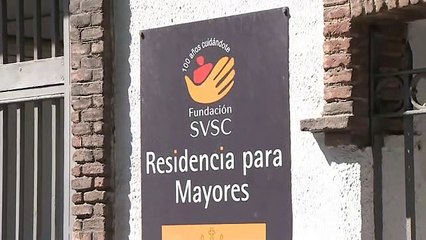 100 años cuidándote
Fundación
SVSC
Residencia para
Mayores